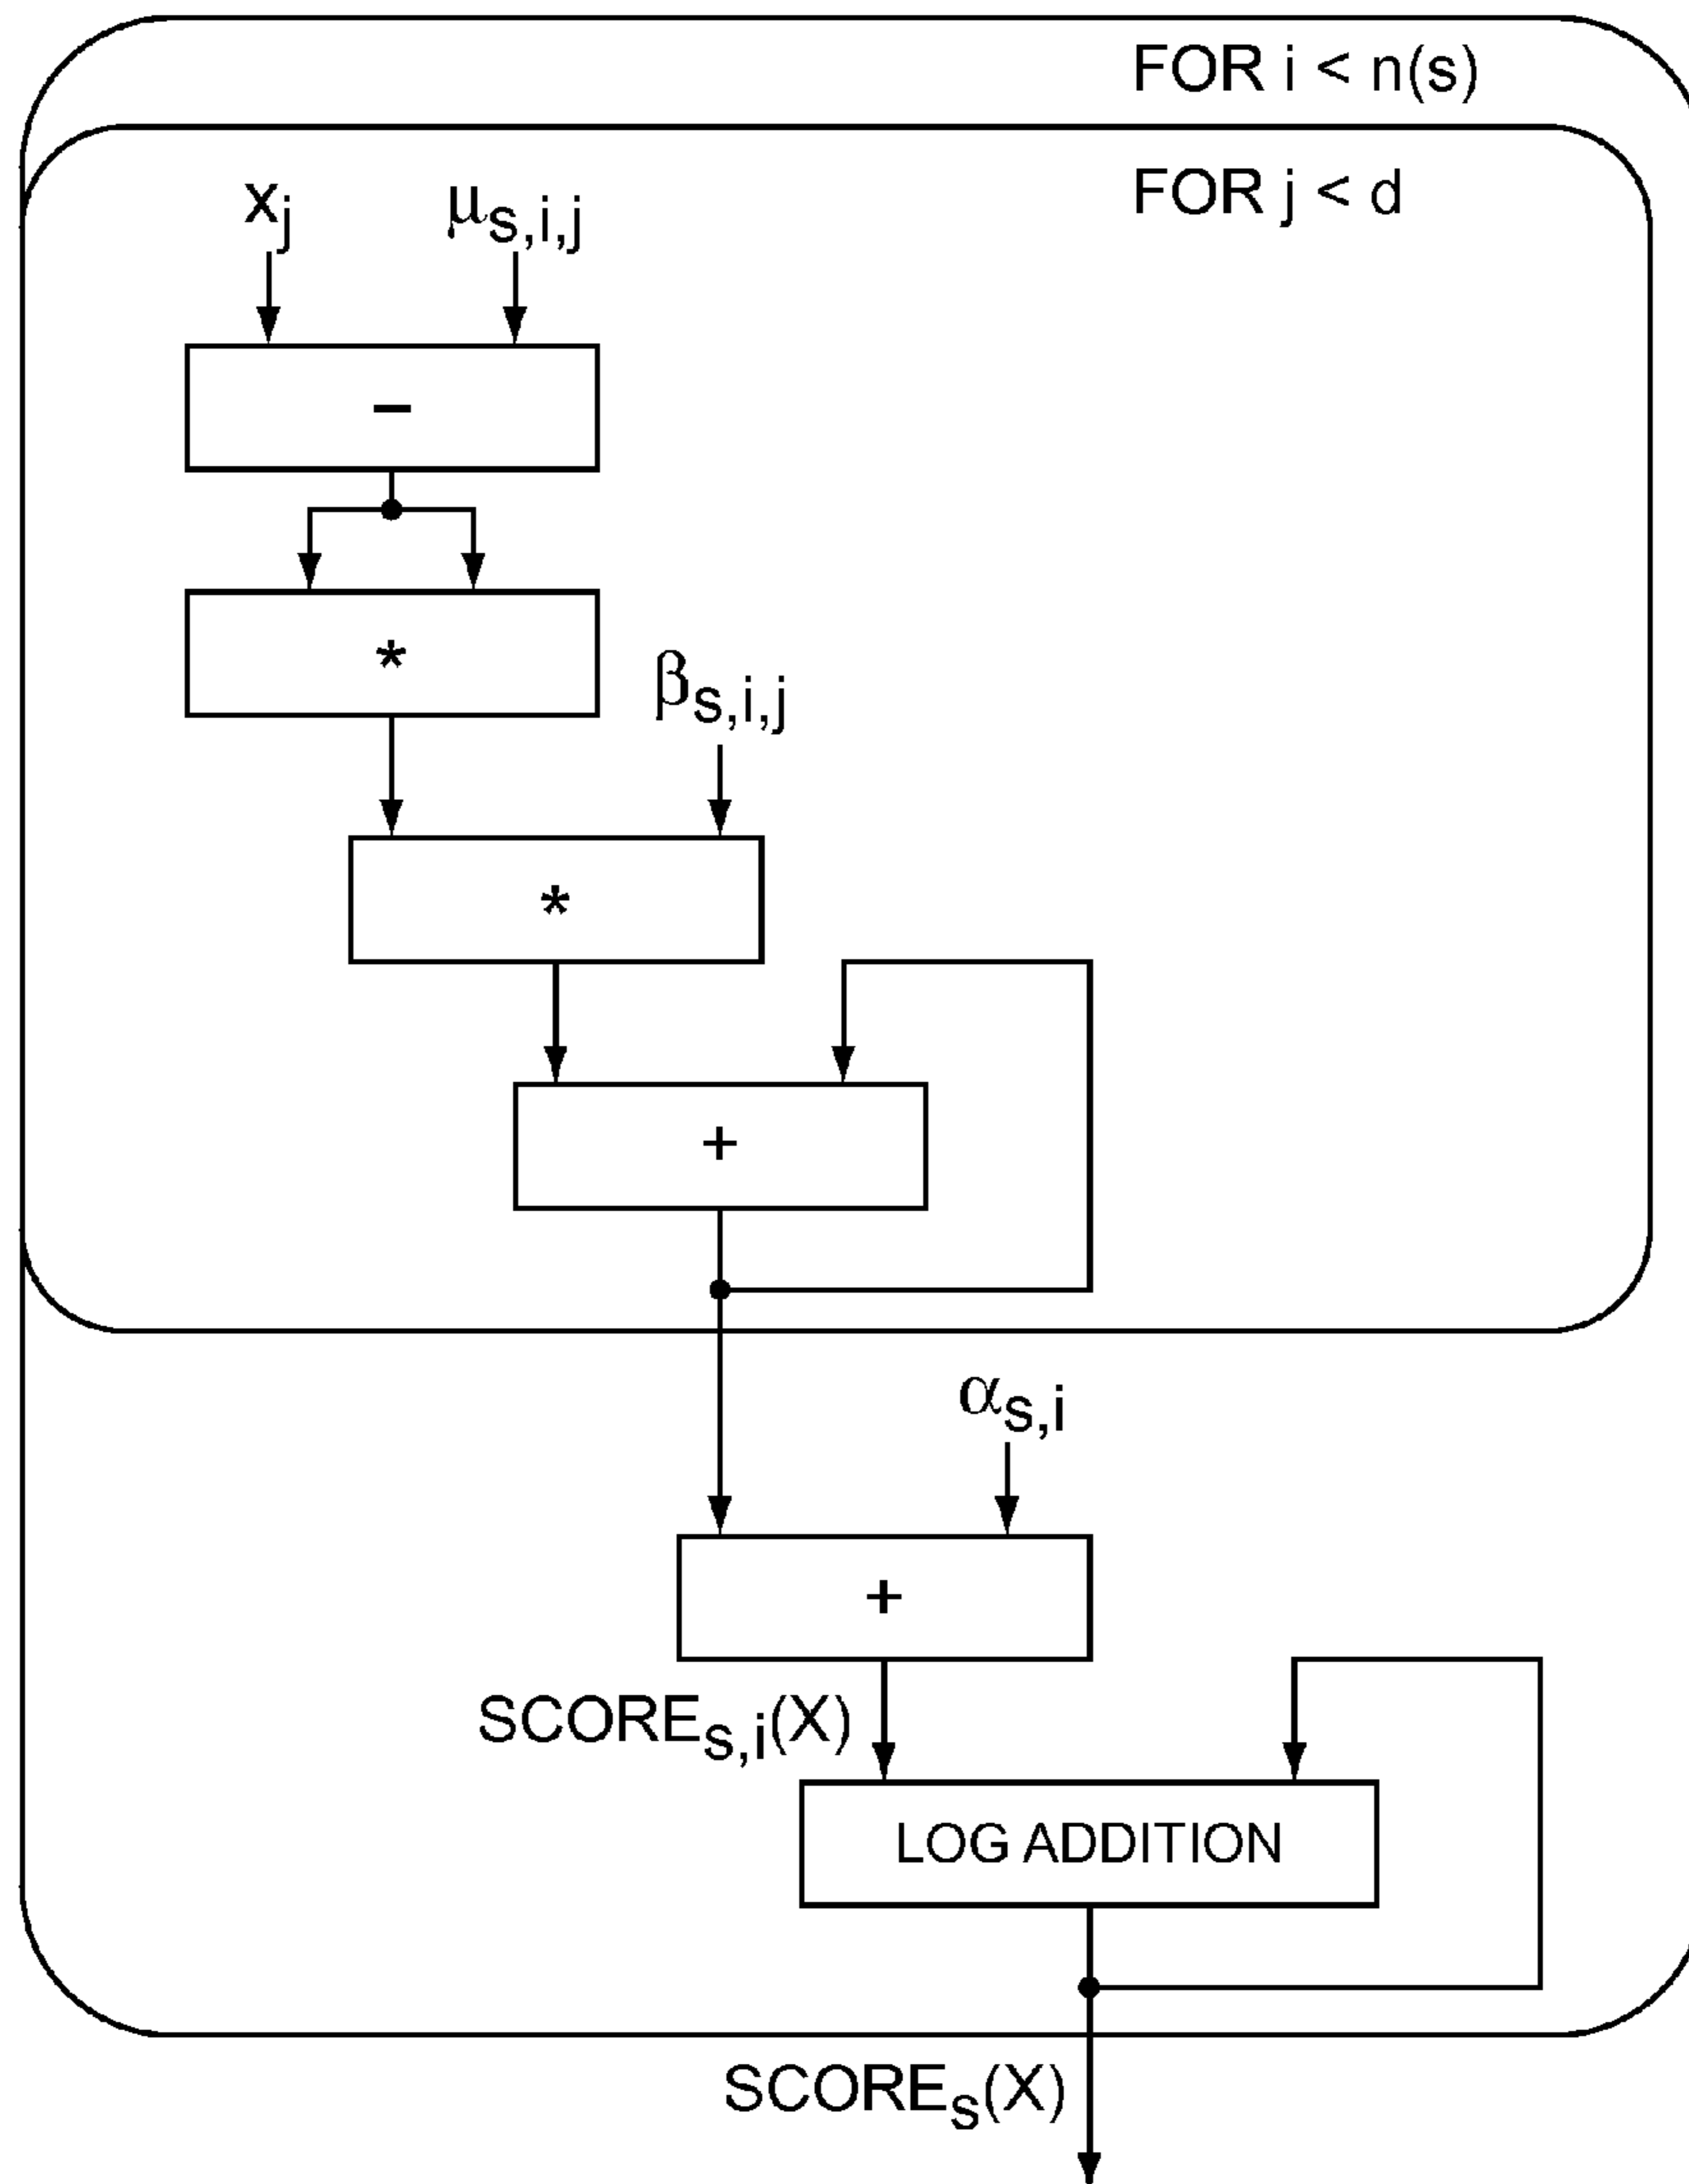 FOR i < n(s)
FOR j < d
xj μs,i,j
−
*
βs,i,j
*
+
αs,i
+
SCOREs,i(X)
LOG ADDITION
SCOREs(X)